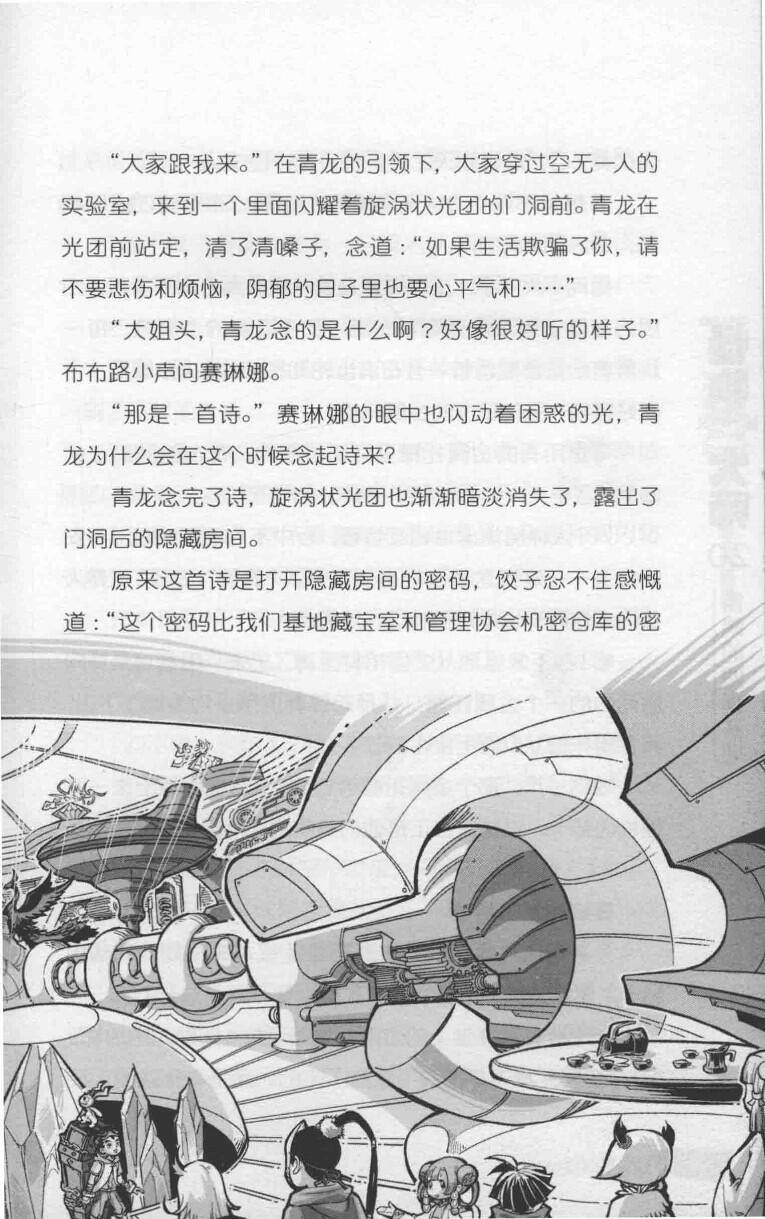 “大家跟我来。”在青龙的引领下，大家穿过空无一人的
实验室，来到一个里面闪耀着旋涡状光团的门洞前。青龙在
光团前站定，清了清嗓子，念道：“如果生活欺骗了你，请
不要悲伤和烦恼，阴郁的日子里也要心平气和……”
“大姐头，青龙念的是什么啊？好像很好听的样子。”
布布路小声问赛琳娜。
“那是一首诗。”赛琳娜的眼中也闪动着困惑的光，青
龙为什么会在这个时候念起诗来？
青龙念完了诗，旋涡状光团也渐渐暗淡消失了，露出了
门洞后的隐藏房间。
原来这首诗是打开隐藏房间的密码，饺子忍不住感慨
道：“这个密码比我们基地藏宝室和管理协会机密仓库的密